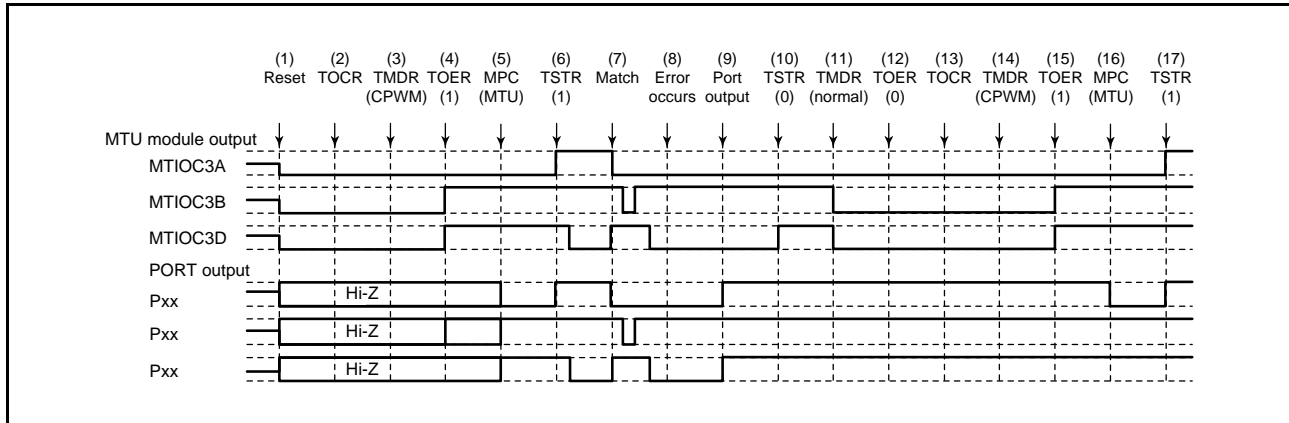 (1) (2) (3) (4) (5) (6) (7) (8) (9) (10) (11) (12) (13) (14) (15) (16) (17)
Reset TOCR TMDR TOER MPC TSTR Match Error Port TSTR TMDR TOER TOCR TMDR TOER MPC TSTR
(CPWM) (1) (MTU) (1) occurs output (0) (normal) (0) (CPWM) (1) (MTU) (1)
MTU module output
MTIOC3A
MTIOC3B
MTIOC3D
PORT output
Pxx Hi-Z
Pxx Hi-Z
Pxx Hi-Z